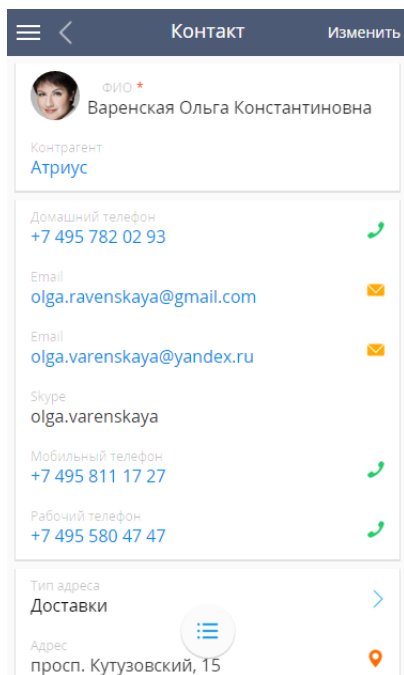 Контакт
Изменить
ФИО *
Варенская Ольга Константиновна
Контрагент
Атриус
Домашний телефон
+7 495 782 02 93
Email
olga.ravenskaya@gmail.com
Email
olga.varenskaya@yandex.ru
Skype
olga.varenskaya
Мобильный телефон
+7 495 811 17 27
Рабочий телефон
+7 495 580 47 47
Тип адреса
Доставки
Адрес
просп. Кутузовский, 15